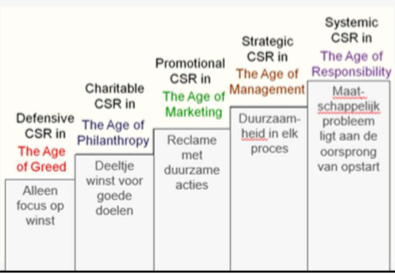 Defensive
CSR in
The Age
of Greed
Alleen
focus op
winst
Charitable
CSR in
The Age of
Philanthropy
Deeltje
winst voor
goede
doelen
Promotional
CSR in
The Age of
Marketing
Reclame
met
duurzame
acties
Strategic
CSR in
The Age of
Management
Duurzaam-
heid in elk
proces
Systemic
CSR in
The Age of
Responsibility
Maat-
schappelijk
probleem
ligt aan de
oorsprong
van opstart